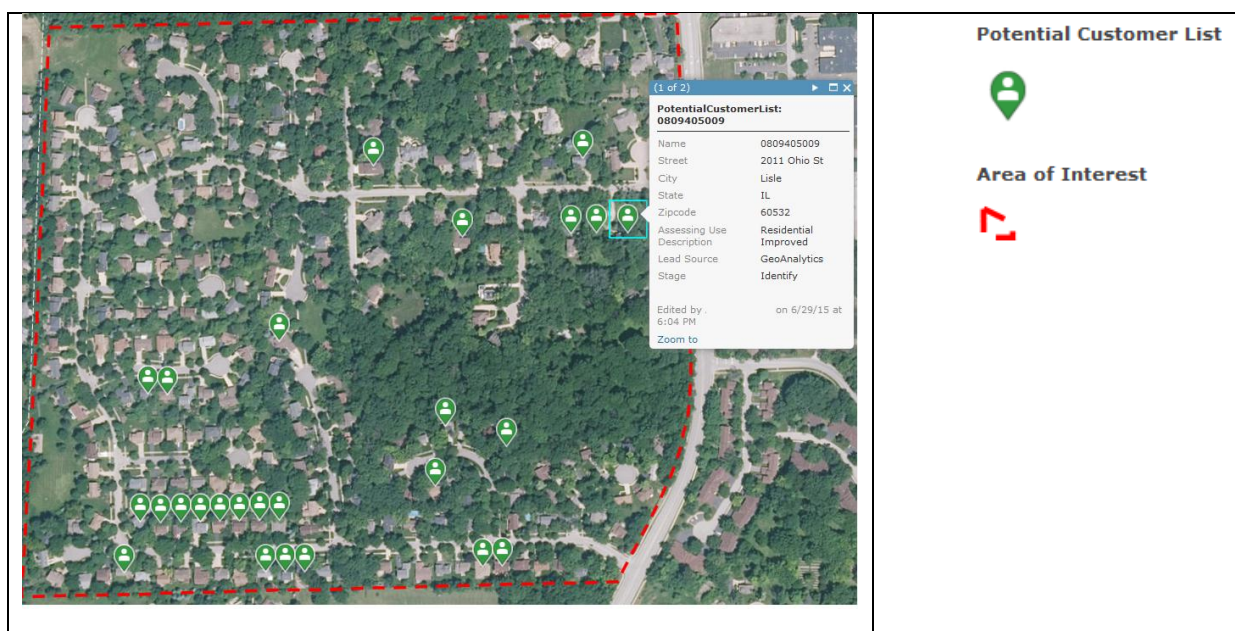 (1 of 2)
PotentialCustomerList:
0809405009
Name 0809405009
Street 2011 Ohio St
City Lisle
State IL
Zipcode 60532
Assessing Use Residential
Description Improved
Lead Source GeoAnalytics
Stage Identify
Edited by . on 6/29/15 at
6:04 PM
Zoom to
Potential Customer List
Area of Interest